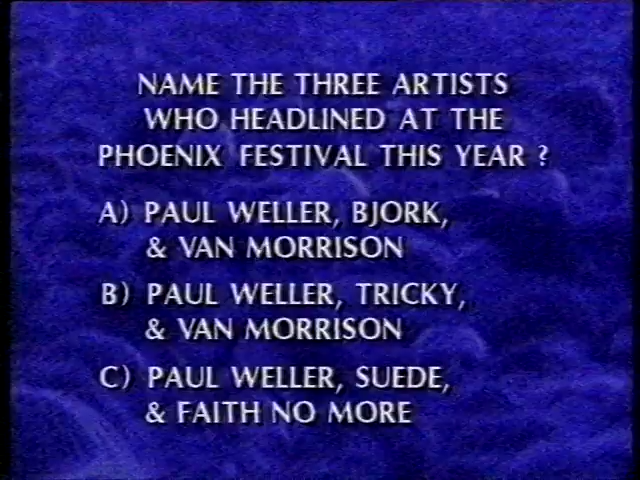 NAME THE THREE ARTISTS
WHO HEADLINED AT THE
PHOENIX FESTIVAL THIS YEAR ?
A) PAUL WELLER, BJORK,
& VAN MORRISON
B) PAUL WELLER, TRICKY,
& VAN MORRISON
C) PAUL WELLER, SUEDE,
& FAITH NO MORE